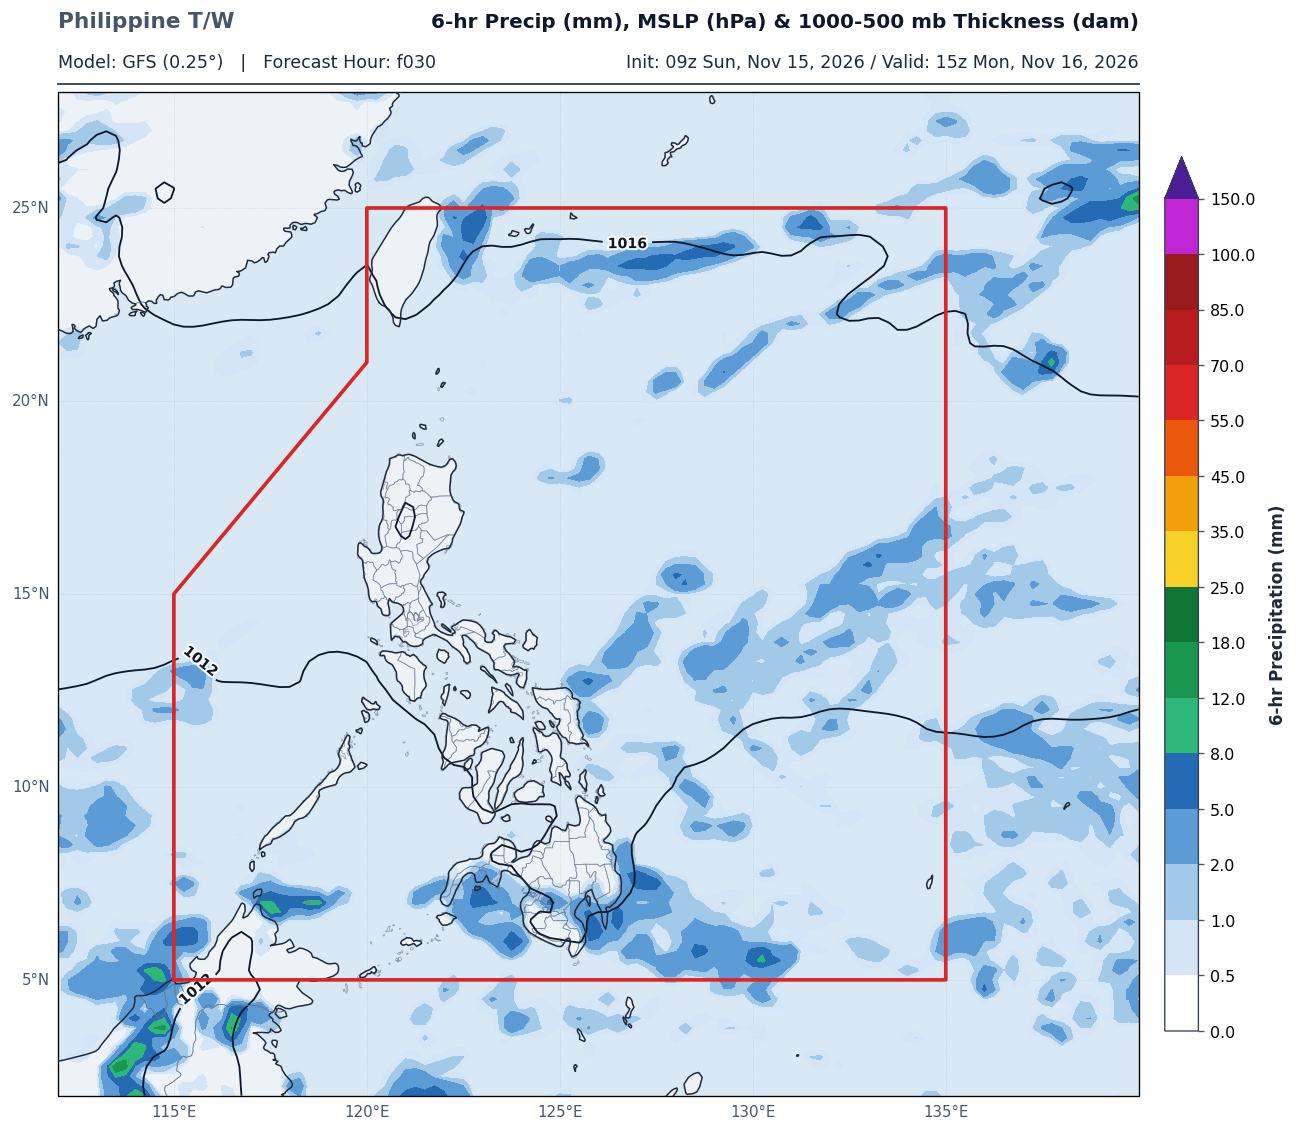 Philippine T/W
6-hr Precip (mm), MSLP (hPa) & 1000-500 mb Thickness (dam)
Model: GFS (0.25°) | Forecast Hour: f030
Init: 09z Sun, Nov 15, 2026 / Valid: 15z Mon, Nov 16, 2026
25°N
20°N
15°N
10°N
5°N
1016
1012
1012
115°E
120°E
125°E
130°E
135°E
150.0
100.0
85.0
70.0
55.0
45.0
35.0
25.0
18.0
12.0
8.0
5.0
2.0
1.0
0.5
0.0
6-hr Precipitation (mm)